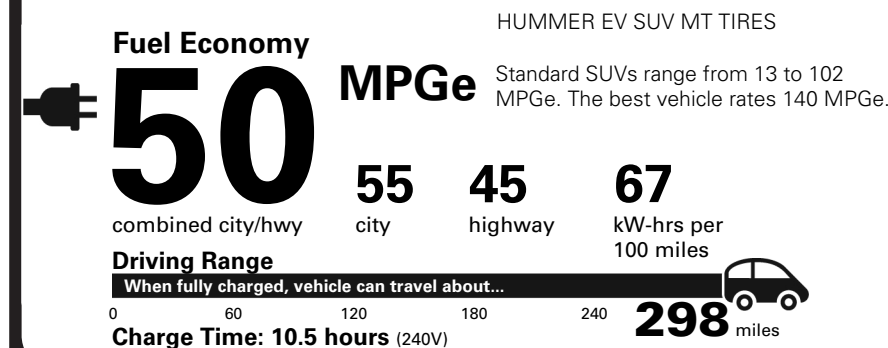 HUMMER EV SUV MT TIRES
Fuel Economy
50 MPGe
Standard SUVs range from 13 to 102
MPGe. The best vehicle rates 140 MPGe.
55 45 67
combined city/hwy city highway kW-hrs per
100 miles
Driving Range
When fully charged, vehicle can travel about...
0 60 120 180 240 298 miles
Charge Time: 10.5 hours (240V)